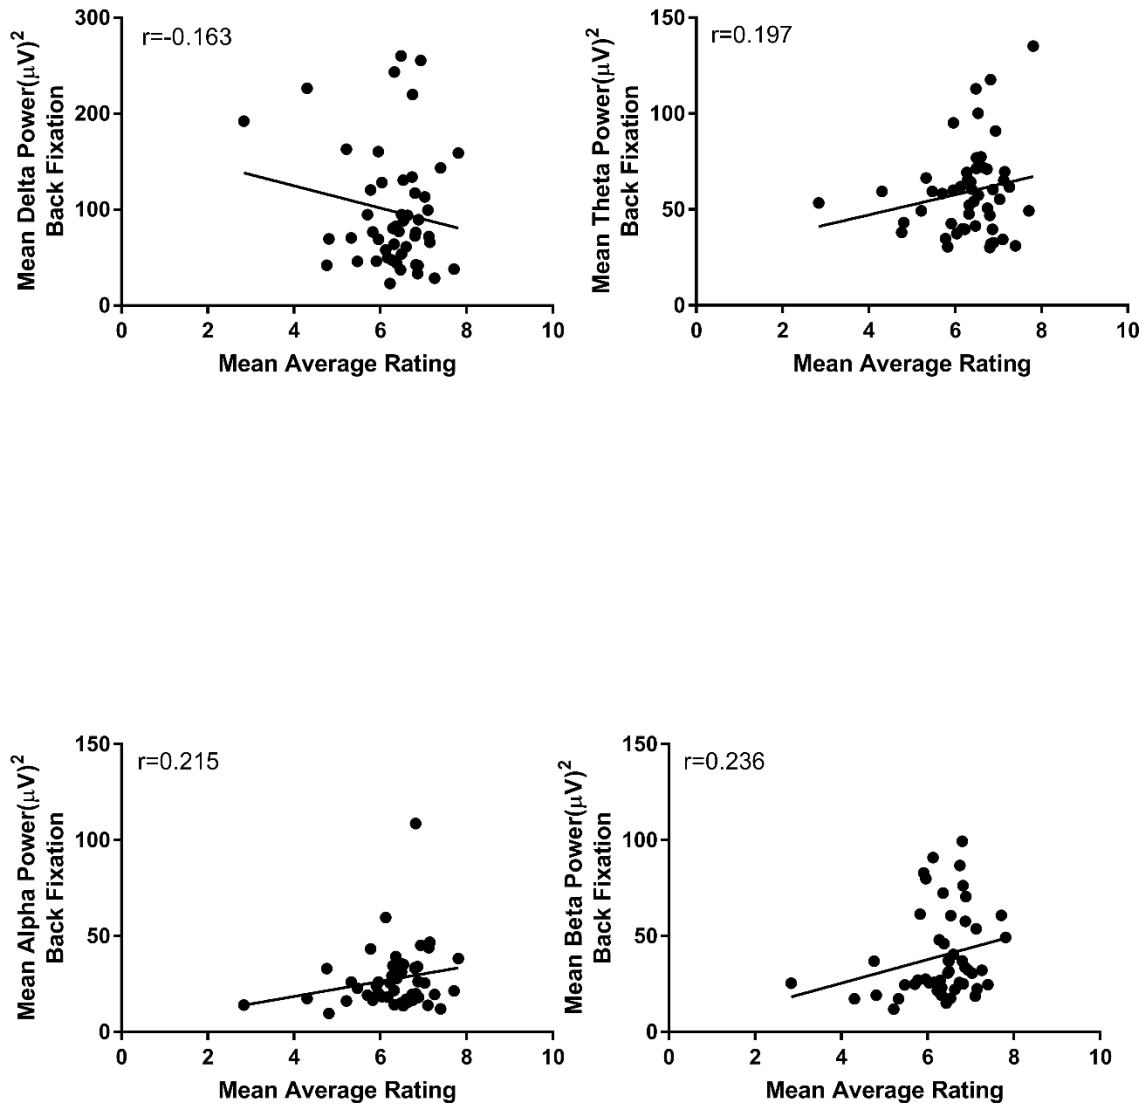 r=-0.163
Mean Delta Power(μV)²
Back Fixation
300
200
100
0
0 2 4 6 8 10
Mean Average Rating
r=0.197
Mean Theta Power(μV)²
Back Fixation
150
100
50
0
0 2 4 6 8 10
Mean Average Rating
r=0.215
Mean Alpha Power(μV)²
Back Fixation
150
100
50
0
0 2 4 6 8 10
Mean Average Rating
r=0.236
Mean Beta Power(μV)²
Back Fixation
150
100
50
0
0 2 4 6 8 10
Mean Average Rating